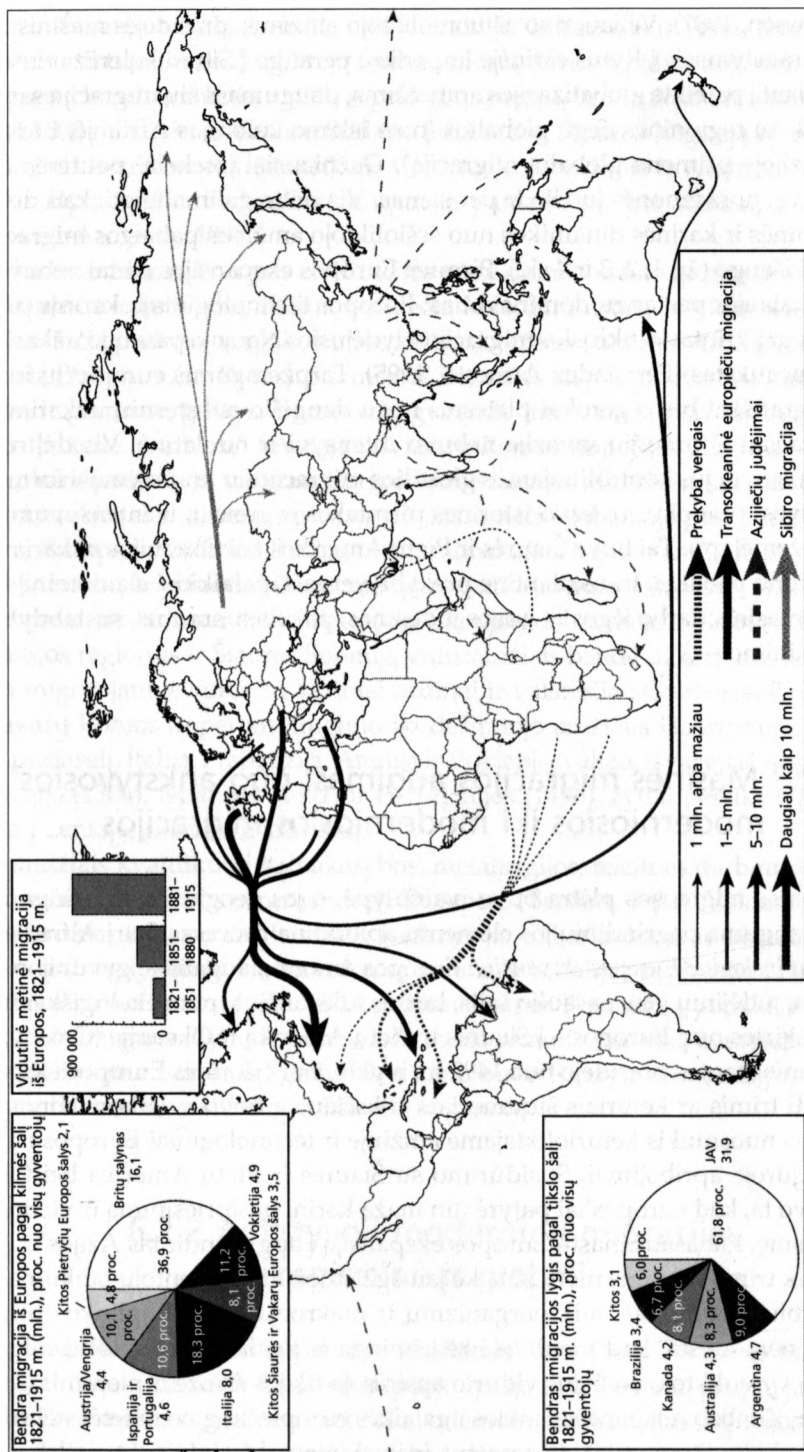 Bendra migracija iš Europos pagal kilmės šalį
1821–1915 m. (mln.), proc. nuo visų gyventojų
Kitos Pietryčių Europos šalys 2,1
Austrija-Vengrija
4,4
Ispanija ir
Portugalija
4,6
Italija 8,0
Kitos Šiaurės ir Vakarų Europos šalys 3,5
Vokietija 4,9
Britų salynas
16,1
4,8 proc.
10,1
proc.
10,6 proc.
18,3 proc.
8,1
proc.
11,2
proc.
36,9 proc.
Vidutinė metinė migracija
iš Europos 1821–1915 m.
1 000 000
0
1821–
1851
1851–
1880
1881–
1915
Bendras imigracijos lygis pagal tikslo šalį
1821–1915 m. (mln.), proc. nuo visų
gyventojų
Kitos 3,1
Brazilija 3,4
Kanada 4,2
Australija 4,3
JAV
31,9
6,0 proc.
6,7 proc.
8,1 proc.
8,3 proc.
9,0 proc.
61,8 proc.
1 mln. arba mažiau
1–5 mln.
5–10 mln.
Daugiau kaip 10 mln.
Prekyba vergais
Transokeaninė europiečių migracija
Azijiečių judėjimai
Sibiro migracija